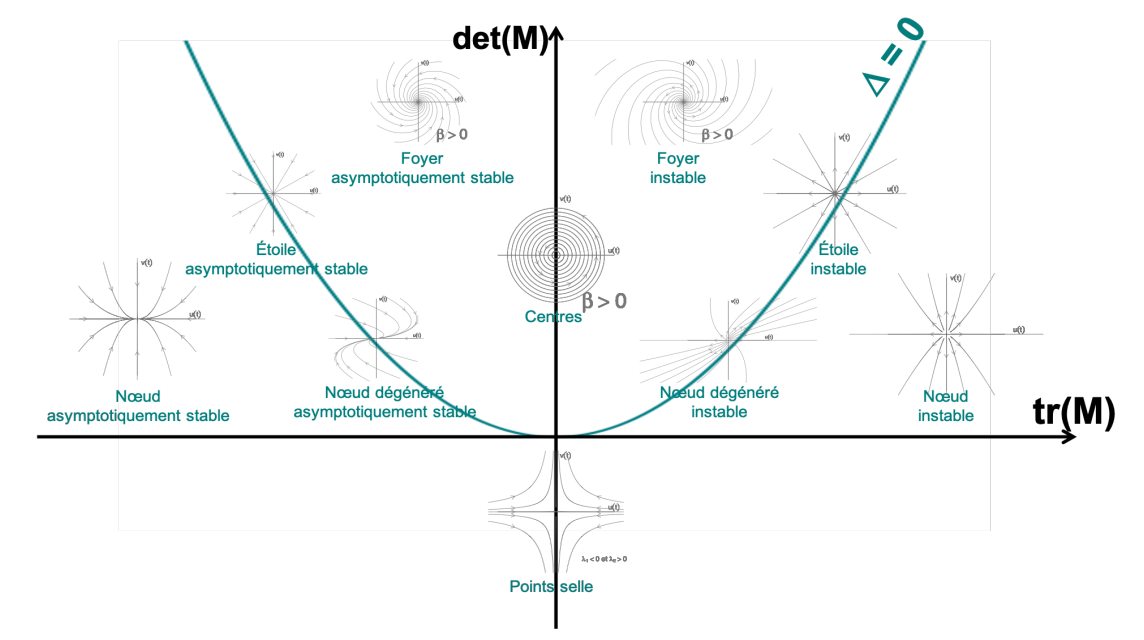 det(M)
Δ = 0
v(t)
u(t)
β > 0
Foyer
asymptotiquement stable
v(t)
u(t)
β > 0
Foyer
instable
v(t)
u(t)
Étoile
asymptotiquement stable
v(t)
u(t)
Étoile
instable
v(t)
u(t)
β > 0
Centres
v(t)
u(t)
Nœud
asymptotiquement stable
v(t)
u(t)
Nœud dégénéré
asymptotiquement stable
v(t)
u(t)
Nœud dégénéré
instable
v(t)
u(t)
Nœud
instable
tr(M)
v(t)
u(t)
λ₁ < 0 et λ₂ > 0
Points selle